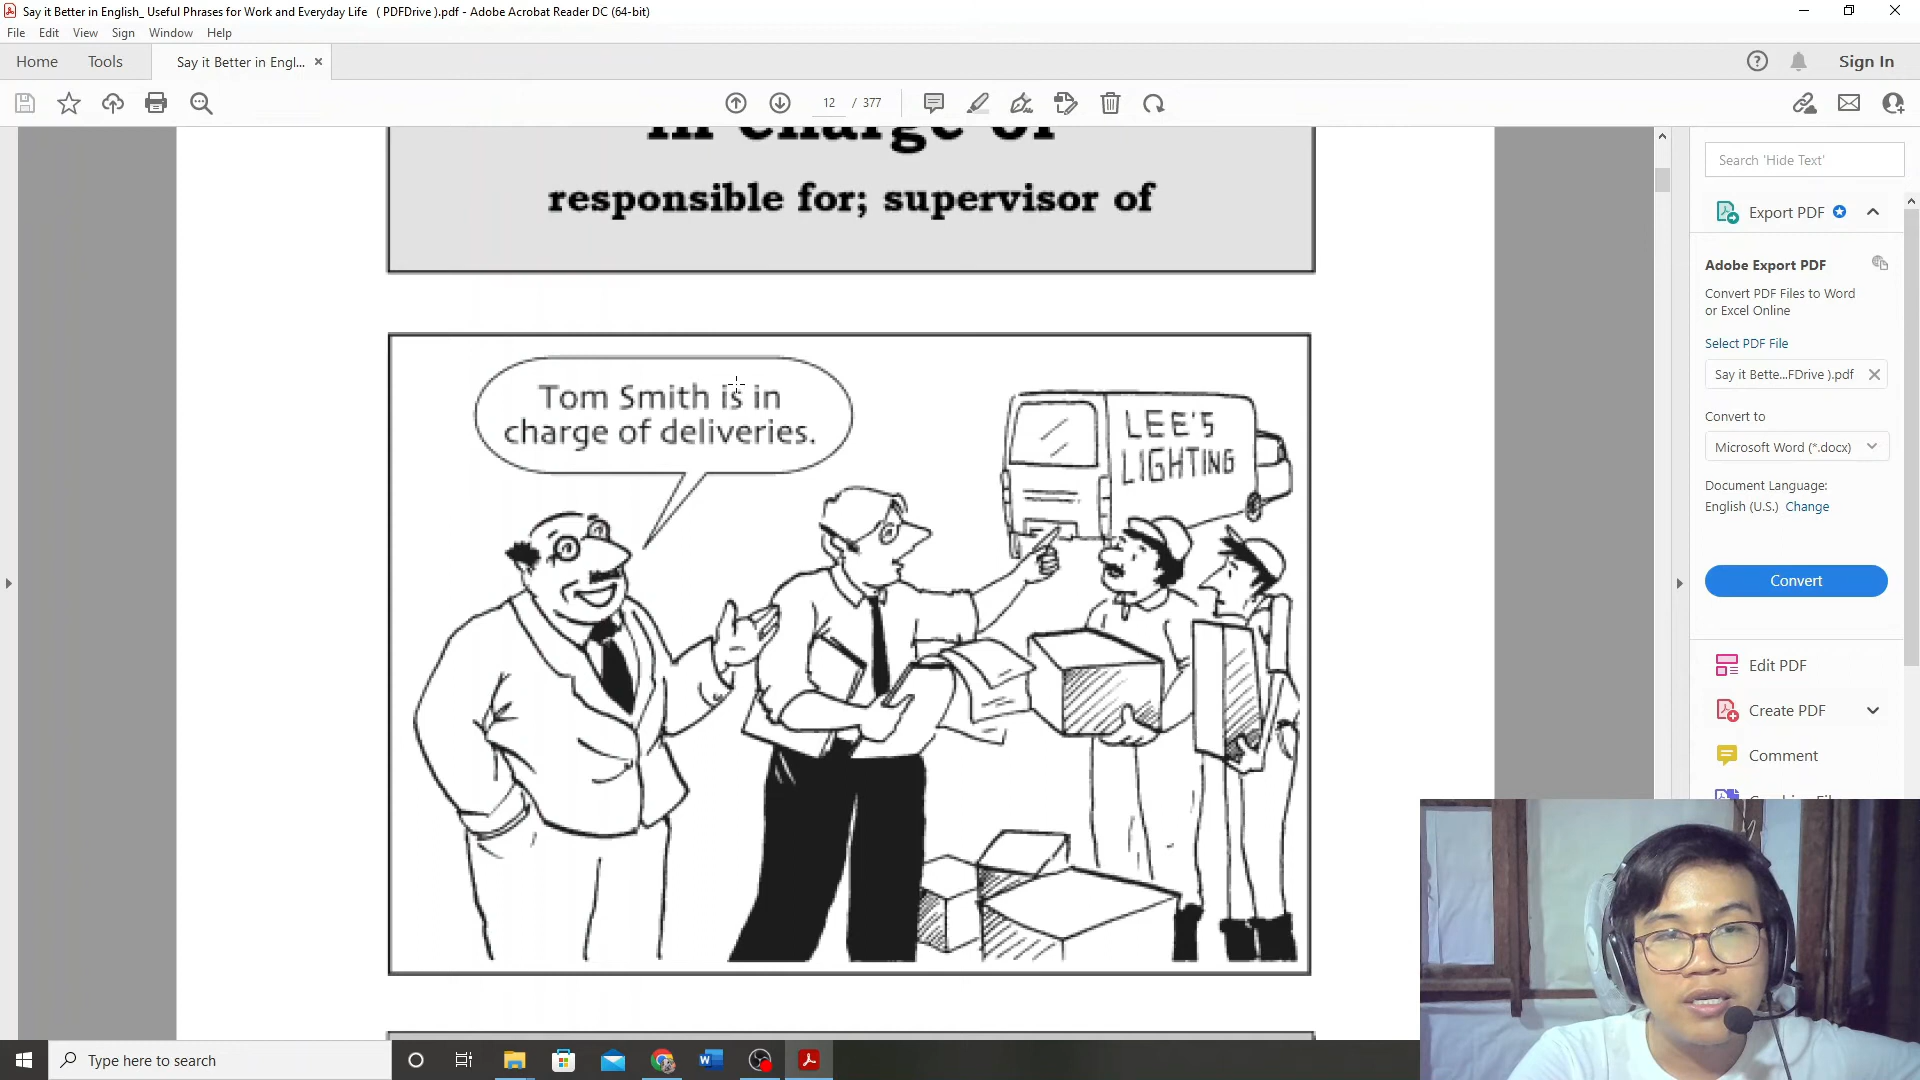 Say it Better in English_ Useful Phrases for Work and Everyday Life ( PDFDrive ).pdf - Adobe Acrobat Reader DC (64-bit)
File Edit View Sign Window Help
Home Tools Say it Better in Engl... Sign In
12 / 377
in charge of
responsible for; supervisor of
Tom Smith is in
charge of deliveries.
LEE'S
LIGHTING
Search 'Hide Text'
Export PDF
Adobe Export PDF
Convert PDF Files to Word
or Excel Online
Select PDF File
Say it Bette...FDrive ).pdf
Convert to
Microsoft Word (*.docx)
Document Language:
English (U.S.) Change
Convert
Edit PDF
Create PDF
Comment
Type here to search